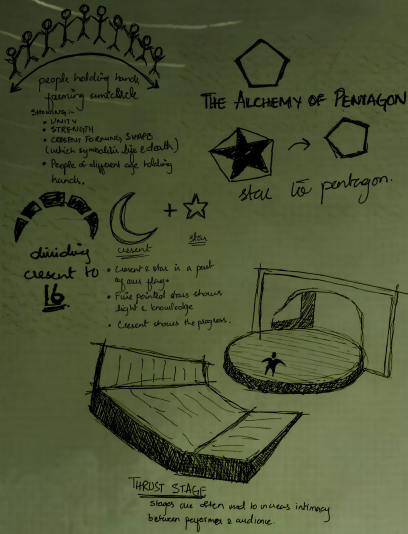 people holding hands
forming semicircle
SHOWING :-
• UNITY
• STRENGTH
• CRESENT FORMING SHAPE
(which symbolizes life & death)
• People of different age holding
hands.
THE ALCHEMY OF PENTAGON
star to pentagon.
dividing
cresent to
16
+
cresent
star
• Cresent & star is a part
of our flag.
• Five pointed stars shows
light & knowledge
• Cresent shows the progress.
THRUST STAGE
stages are often used to increas intimacy
between performer & audience.